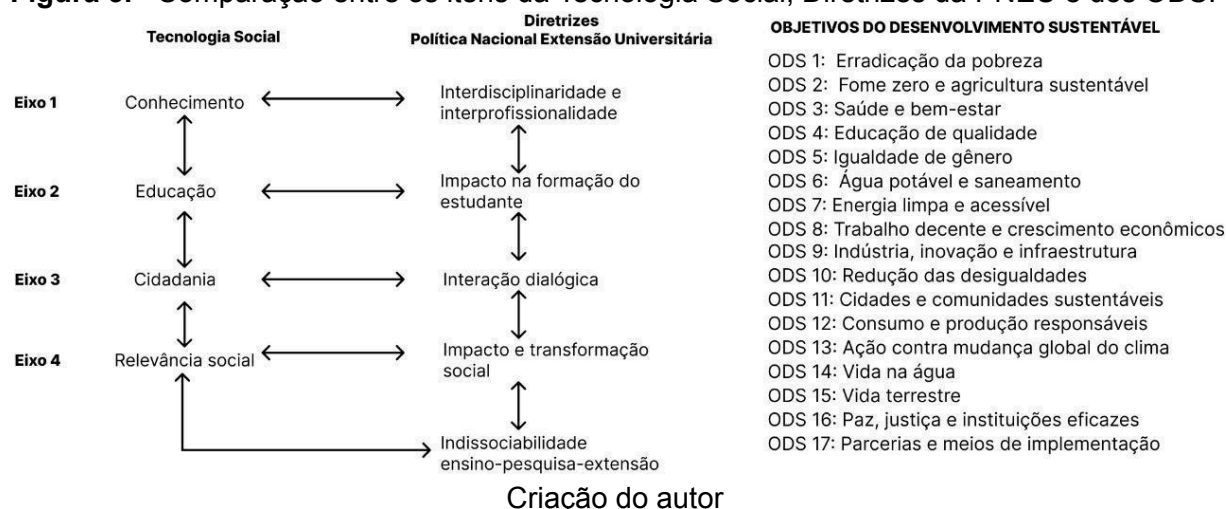 Tecnologia Social
Diretrizes
Política Nacional Extensão Universitária
OBJETIVOS DO DESENVOLVIMENTO SUSTENTÁVEL
Eixo 1
Conhecimento
Interdisciplinaridade e
interprofissionalidade
Eixo 2
Educação
Impacto na formação do
estudante
Eixo 3
Cidadania
Interação dialógica
Eixo 4
Relevância social
Impacto e transformação
social
Indissociabilidade
ensino-pesquisa-extensão
ODS 1: Erradicação da pobreza
ODS 2: Fome zero e agricultura sustentável
ODS 3: Saúde e bem-estar
ODS 4: Educação de qualidade
ODS 5: Igualdade de gênero
ODS 6: Água potável e saneamento
ODS 7: Energia limpa e acessível
ODS 8: Trabalho decente e crescimento econômicos
ODS 9: Indústria, inovação e infraestrutura
ODS 10: Redução das desigualdades
ODS 11: Cidades e comunidades sustentáveis
ODS 12: Consumo e produção responsáveis
ODS 13: Ação contra mudança global do clima
ODS 14: Vida na água
ODS 15: Vida terrestre
ODS 16: Paz, justiça e instituições eficazes
ODS 17: Parcerias e meios de implementação
Criação do autor